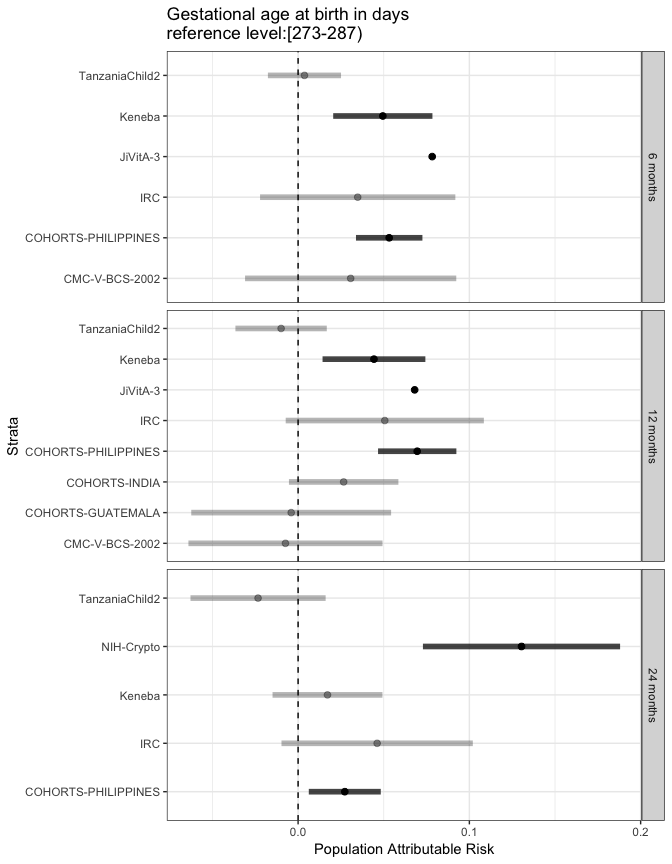 Gestational age at birth in days
reference level:[273-287)
TanzaniaChild2
Keneba
JiVitA-3
IRC
COHORTS-PHILIPPINES
CMC-V-BCS-2002
6 months
TanzaniaChild2
Keneba
JiVitA-3
IRC
COHORTS-PHILIPPINES
COHORTS-INDIA
COHORTS-GUATEMALA
CMC-V-BCS-2002
12 months
TanzaniaChild2
NIH-Crypto
Keneba
IRC
COHORTS-PHILIPPINES
24 months
Strata
0.0
0.1
0.2
Population Attributable Risk